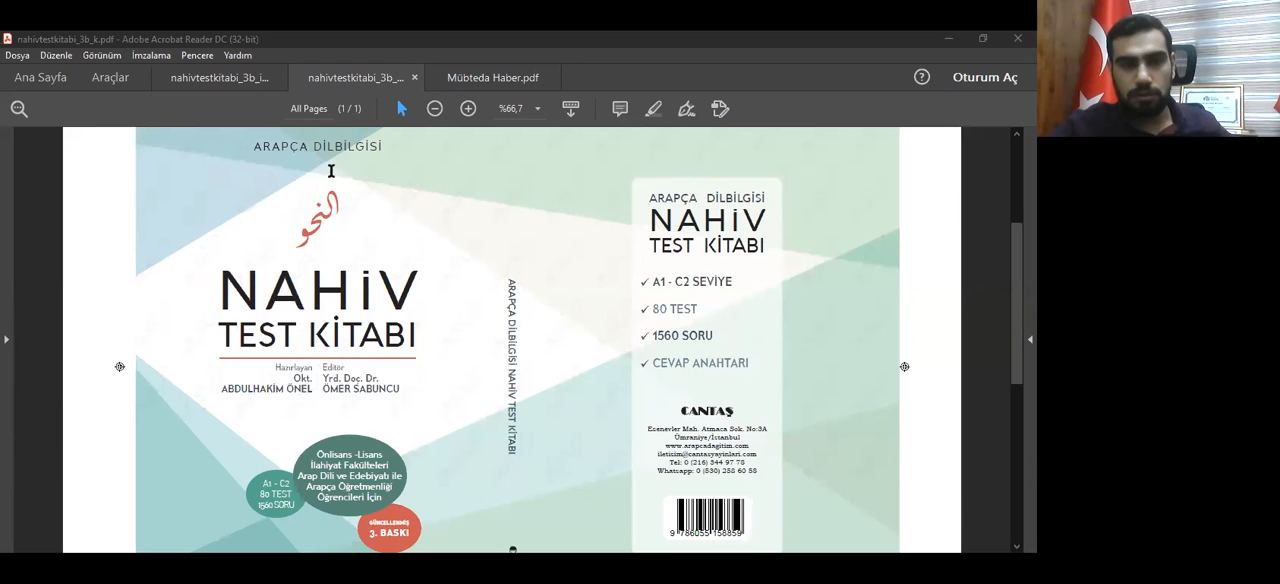 nahivtestkitabi_3b_k.pdf - Adobe Acrobat Reader DC (32-bit)
Dosya Düzenle Görünüm İmzalama Pencere Yardım
Ana Sayfa Araçlar nahivtestkitabi_3b_i... nahivtestkitabi_3b_... × Mübteda Haber.pdf Oturum Aç
All Pages (1/1) %66,7
ARAPÇA DİLBİLGİSİ
النحو
NAHİV
TEST KİTABI
Hazırlayan Editör
Okt. Yrd. Doc. Dr.
ABDULHAKİM ÖNEL ÖMER SABUNCU
Önlisans -Lisans
İlahiyat Fakülteleri
Arap Dili ve Edebiyatı ile
Arapça Öğretmenliği
Öğrencileri İçin
A1 - C2
80 TEST
1560 SORU
GÜNCELLENMİŞ
3. BASKI
ARAPÇA DİLBİLGİSİ NAHİV TEST KİTABI
ARAPÇA DİLBİLGİSİ
NAHİV
TEST KİTABI
✓ A1 - C2 SEVİYE
✓ 80 TEST
✓ 1560 SORU
✓ CEVAP ANAHTARI
CANTAŞ
Esenevler Mah. Atmaca Sok. No:3A
Ümraniye/İstanbul
www.arapcadagitim.com
iletisim@cantasyayinlari.com
Tel: 0 (216) 344 97 78
Whatsapp: 0 (530) 258 60 58
9 786055 158859